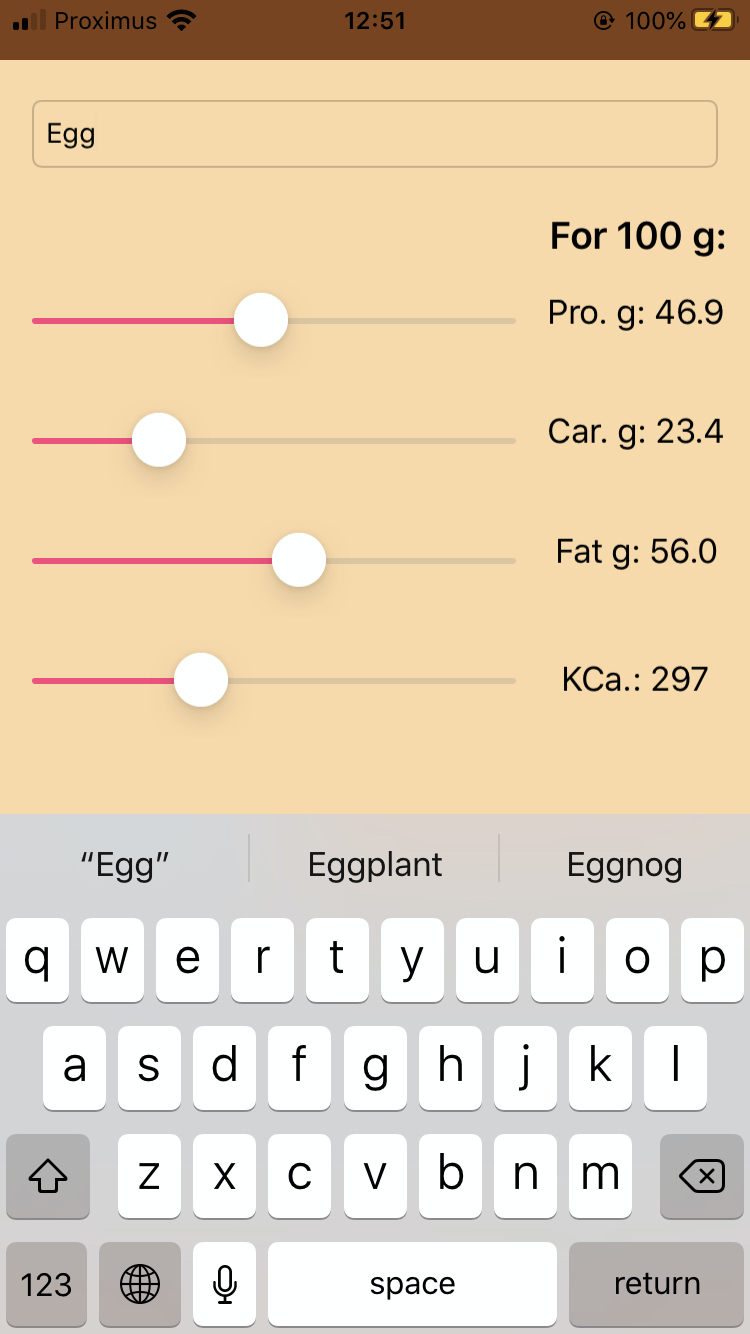 Proximus 12:51 100%
Egg
For 100 g:
Pro. g: 46.9
Car. g: 23.4
Fat g: 56.0
KCa.: 297
“Egg” Eggplant Eggnog
q w e r t y u i o p
a s d f g h j k l
z x c v b n m
123 space return